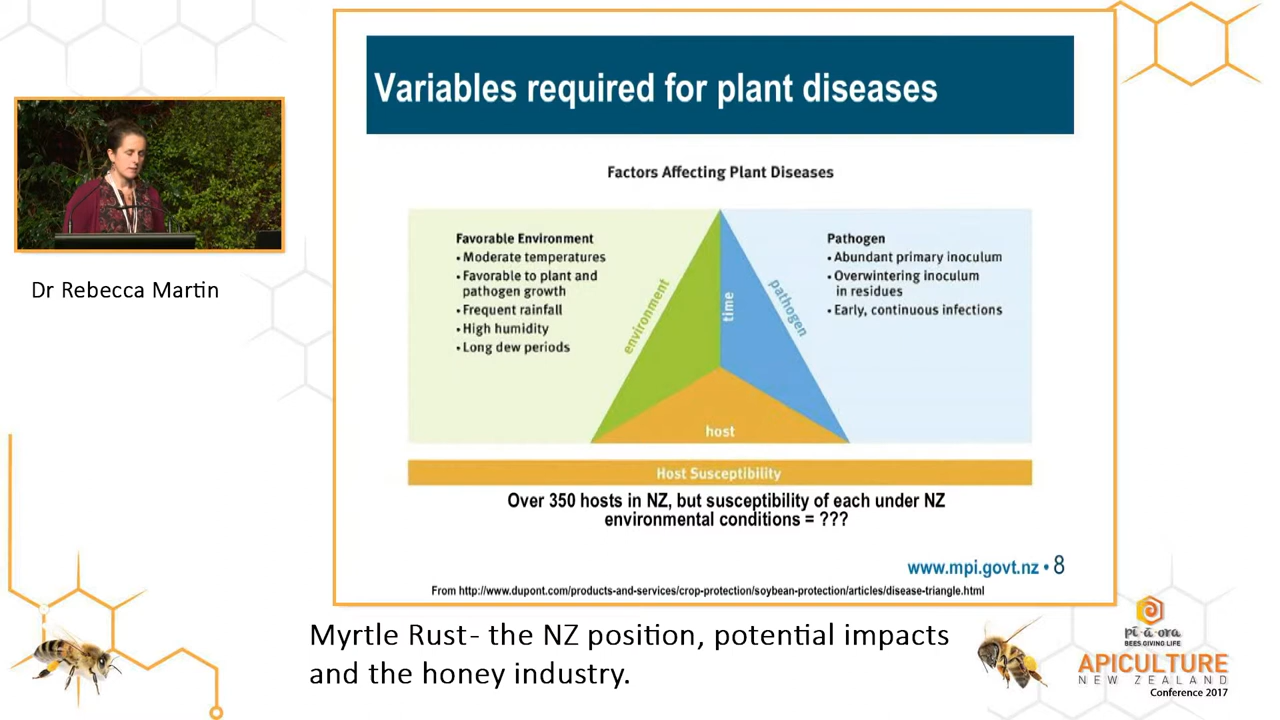 Variables required for plant diseases
Factors Affecting Plant Diseases
Favorable Environment
• Moderate temperatures
• Favorable to plant and
pathogen growth
• Frequent rainfall
• High humidity
• Long dew periods
environment
time
pathogen
host
Pathogen
• Abundant primary inoculum
• Overwintering inoculum
in residues
• Early, continuous infections
Host Susceptibility
Over 350 hosts in NZ, but susceptibility of each under NZ
environmental conditions = ???
www.mpi.govt.nz • 8
From http://www.dupont.com/products-and-services/crop-protection/soybean-protection/articles/disease-triangle.html
Dr Rebecca Martin
Myrtle Rust- the NZ position, potential impacts
and the honey industry.
pī-ā-ora
BEES GIVING LIFE
APICULTURE
NEW ZEALAND
Conference 2017